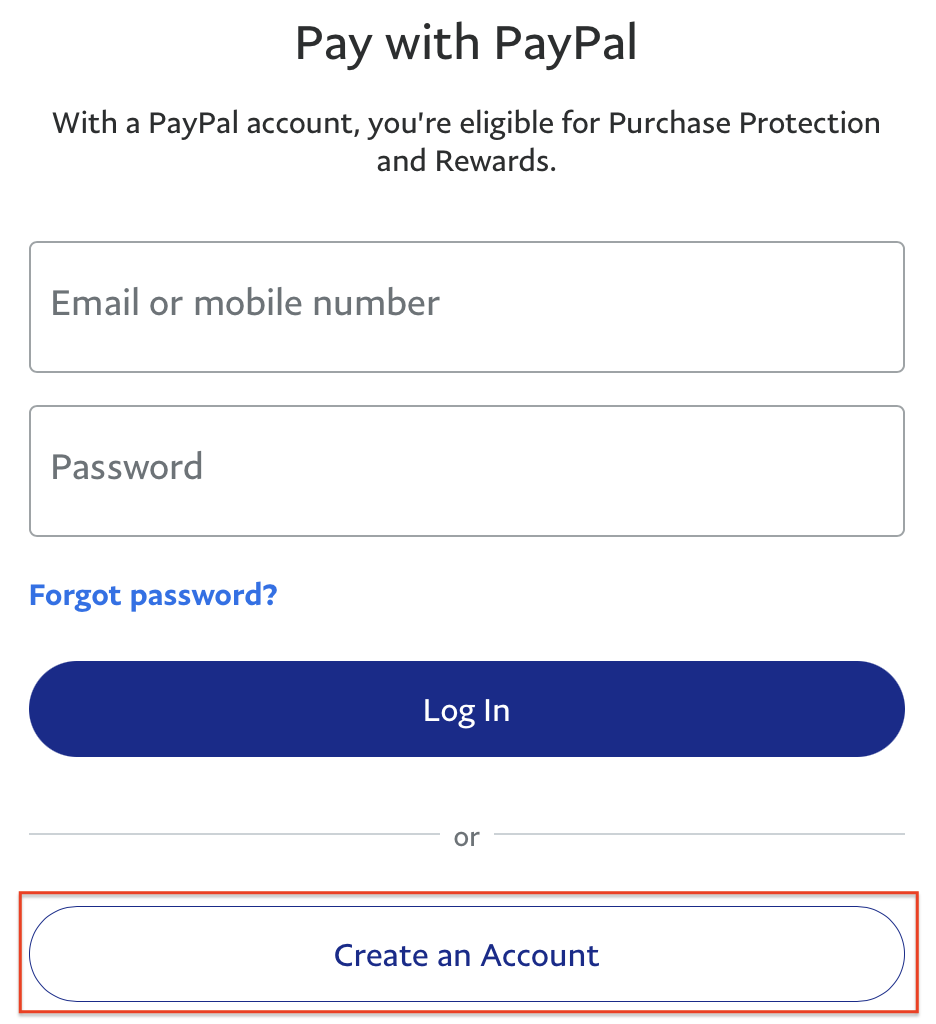 Pay with PayPal
With a PayPal account, you're eligible for Purchase Protection
and Rewards.
Email or mobile number
Password
Forgot password?
Log In
or
Create an Account